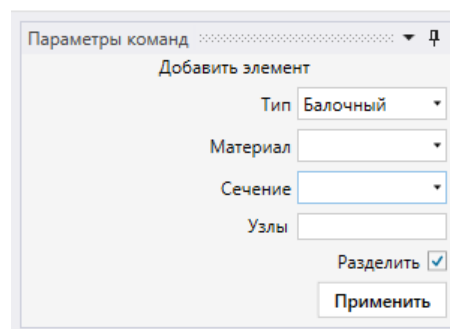 Параметры команд
Добавить элемент
Тип Балочный
Материал
Сечение
Узлы
Разделить
Применить